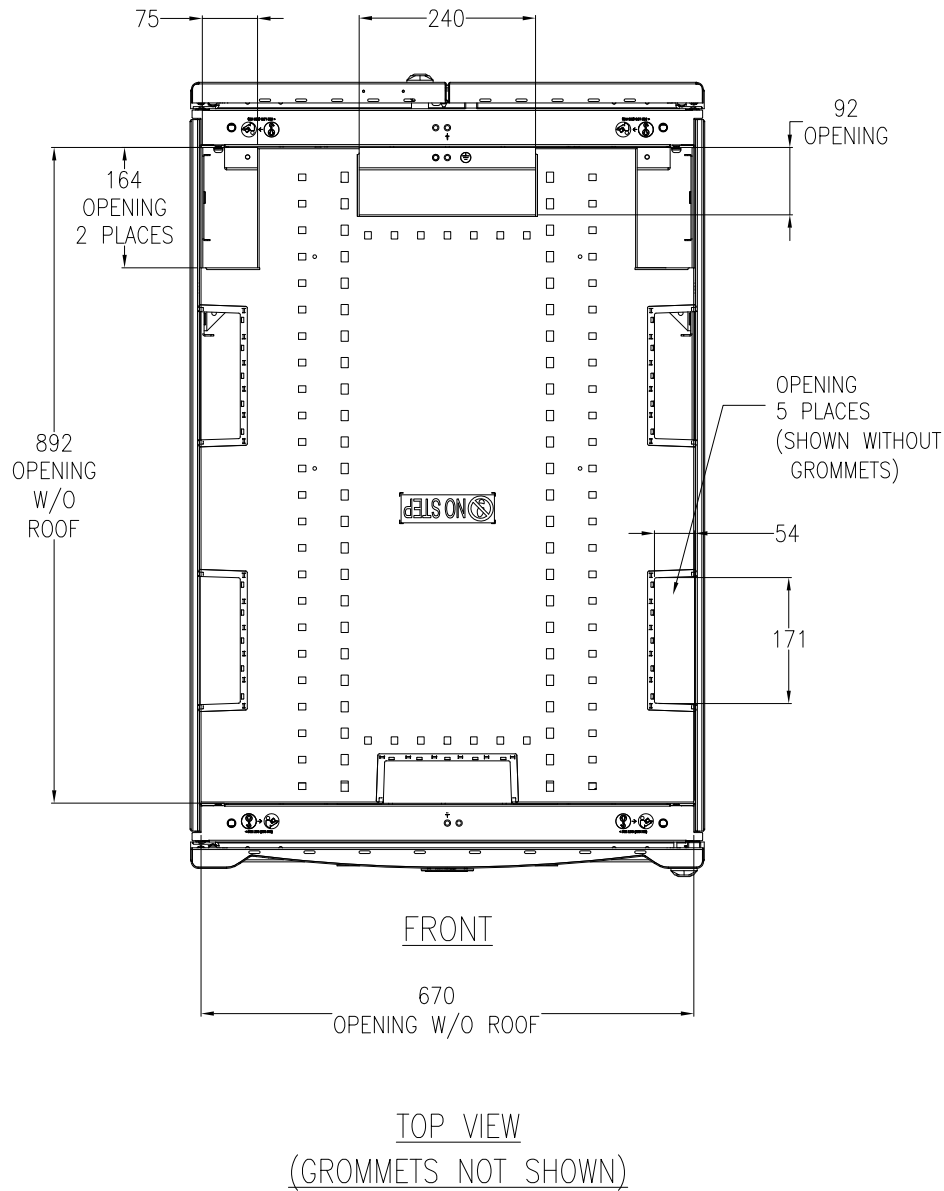 75
240
92
OPENING
164
OPENING
2 PLACES
OPENING
5 PLACES
(SHOWN WITHOUT
GROMMETS)
892
OPENING
W/O
ROOF
NO STEP
54
171
FRONT
670
OPENING W/O ROOF
TOP VIEW
(GROMMETS NOT SHOWN)